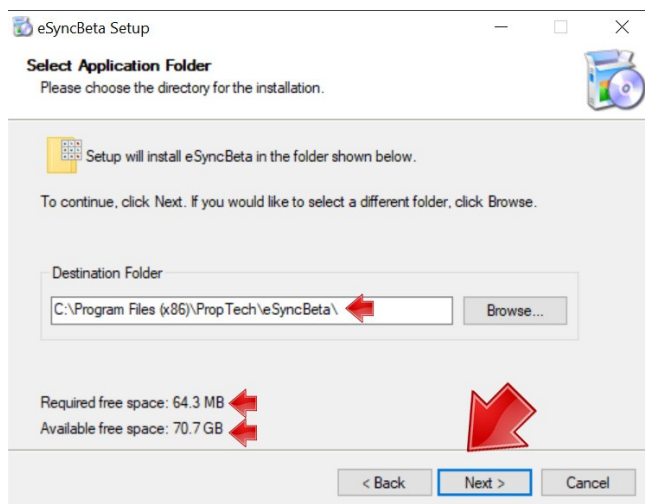 eSyncBeta Setup
Select Application Folder
Please choose the directory for the installation.
Setup will install eSyncBeta in the folder shown below.
To continue, click Next. If you would like to select a different folder, click Browse.
Destination Folder
C:\Program Files (x86)\PropTech\eSyncBeta\
Browse...
Required free space: 64.3 MB
Available free space: 70.7 GB
< Back
Next >
Cancel